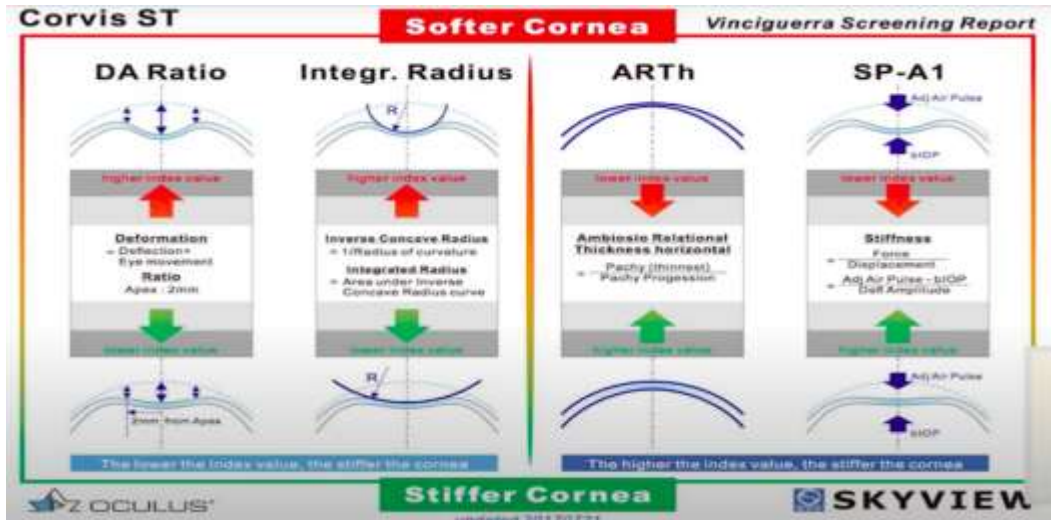 Corvis ST
Softer Cornea
Vinciguerra Screening Report
DA Ratio
Integr. Radius
ARTh
SP-A1
R
Adj Air Pulse
bIOP
higher index value
higher index value
lower index value
lower index value
Deformation
= Deflection+
Eye movement
Ratio
Apex - 2mm
Inverse Concave Radius
= 1/Radius of curvature
Integrated Radius
= Area under Inverse
Concave Radius curve
Ambiosio Relational
Thickness horizontal
= Pachy (thinnest)
Pachy Progession
Stiffness
= Force
Displacement
= Adj Air Pulse - bIOP
Defl Amplitude
lower index value
lower index value
higher index value
higher index value
2mm from Apex
R
Adj Air Pulse
bIOP
The lower the index value, the stiffer the cornea
The higher the index value, the stiffer the cornea
OCULUS
Stiffer Cornea
SKYVIEW
updated 20170721